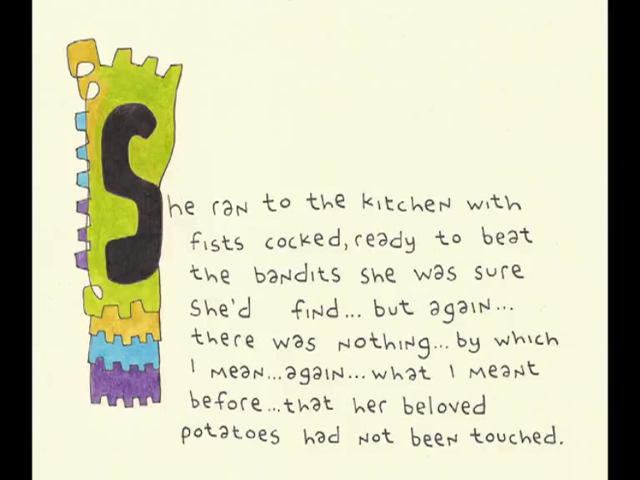 She ran to the kitchen with
fists cocked, ready to beat
the bandits she was sure
she'd find... but again...
there was nothing... by which
I mean... again... what I meant
before... that her beloved
potatoes had not been touched.